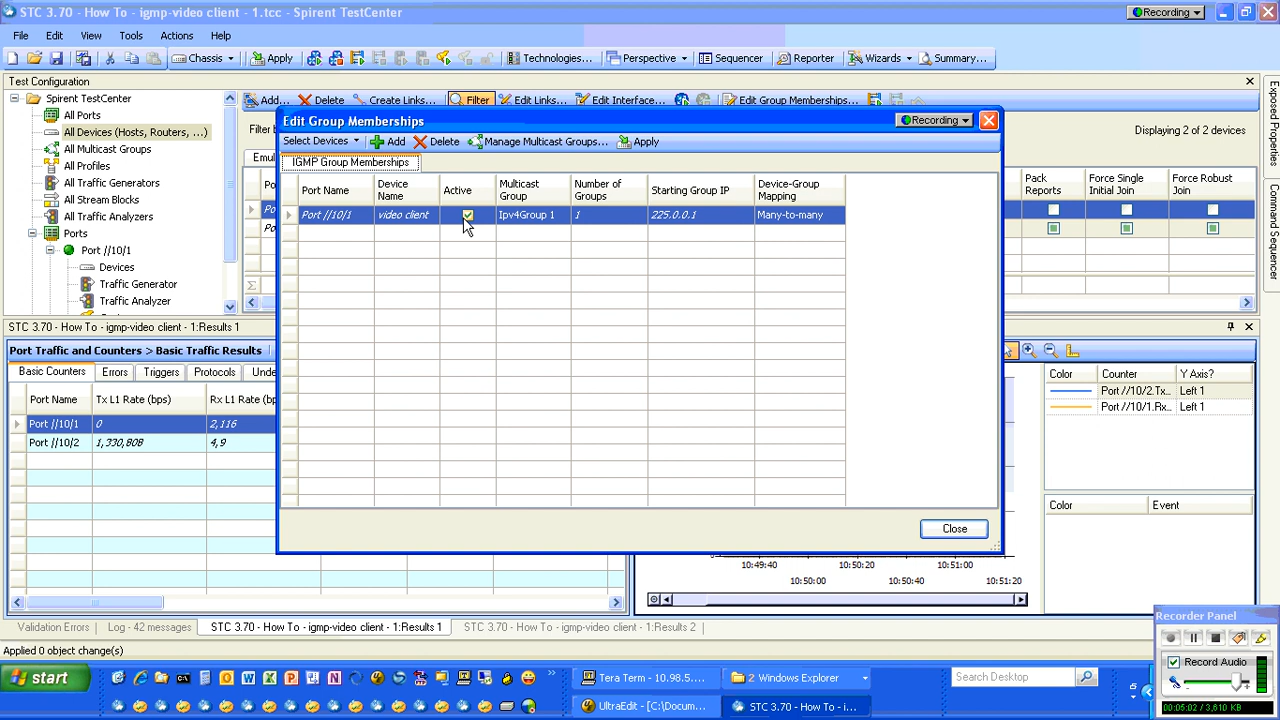 STC 3.70 - How To - igmp-video client - 1.tcc - Spirent TestCenter
Recording
File Edit View Tools Actions Help
Chassis Apply Technologies... Perspective Sequencer Reporter Wizards Summary...
Test Configuration
Spirent TestCenter
All Ports
All Devices (Hosts, Routers, ...)
All Multicast Groups
All Profiles
All Traffic Generators
All Stream Blocks
All Traffic Analyzers
Ports
Port //10/1
Devices
Traffic Generator
Traffic Analyzer
Add... Delete Create Links... Filter Edit Links... Edit Interface... Edit Group Memberships...
Displaying 2 of 2 devices
Pack Reports
Force Single Initial Join
Force Robust Join
Exposed Properties
Command Sequencer
Edit Group Memberships
Recording
Select Devices Add Delete Manage Multicast Groups... Apply
IGMP Group Memberships
Port Name Device Name Active Multicast Group Number of Groups Starting Group IP Device-Group Mapping
Port //10/1 video client Ipv4Group 1 1 225.0.0.1 Many-to-many
Close
STC 3.70 - How To - igmp-video client - 1:Results 1
Port Traffic and Counters > Basic Traffic Results
Basic Counters Errors Triggers Protocols
Port Name Tx L1 Rate (bps)
Port //10/1 0 2,116
Port //10/2 1,330,808 4,9
Color Counter Y Axis?
Port //10/2 Tx... Left 1
Port //10/1.Rx... Left 1
Color Event
10:49:40 10:50:20 10:51:00
10:50:00 10:50:40 10:51:20
Validation Errors Log - 42 messages STC 3.70 - How To - igmp-video client - 1:Results 1 STC 3.70 - How To - igmp-video client - 1:Results 2
Applied 0 object change(s)
Recorder Panel
Record Audio
00:05:02 / 3,610 KB
start
Tera Term - 10.98.5... 2 Windows Explorer Search Desktop
UltraEdit - [C:\Docum... STC 3.70 - How To - i...